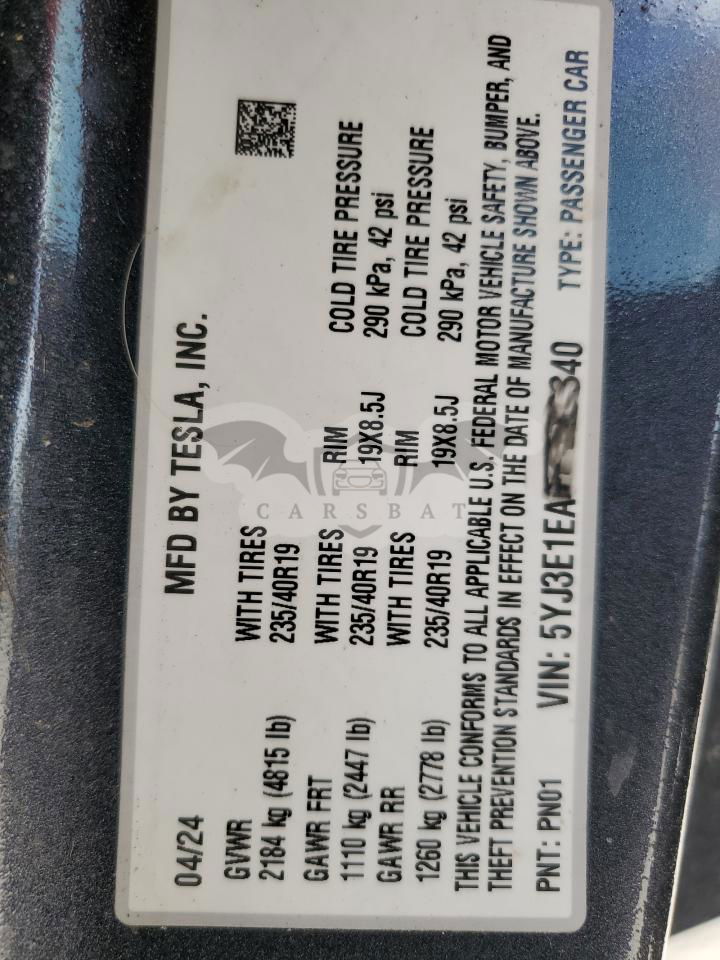 MFD BY TESLA, INC.
04/24
GVWR
2184 kg (4815 lb)
WITH TIRES
235/40R19
GAWR FRT
1110 kg (2447 lb)
WITH TIRES
235/40R19
RIM
19X8.5J
COLD TIRE PRESSURE
290 kPa, 42 psi
GAWR RR
1260 kg (2778 lb)
WITH TIRES
235/40R19
RIM
19X8.5J
COLD TIRE PRESSURE
290 kPa, 42 psi
THIS VEHICLE CONFORMS TO ALL APPLICABLE U.S. FEDERAL MOTOR VEHICLE SAFETY, BUMPER, AND
THEFT PREVENTION STANDARDS IN EFFECT ON THE DATE OF MANUFACTURE SHOWN ABOVE.
PNT: PN01 VIN: TYPE: PASSENGER CAR
CARSBAT